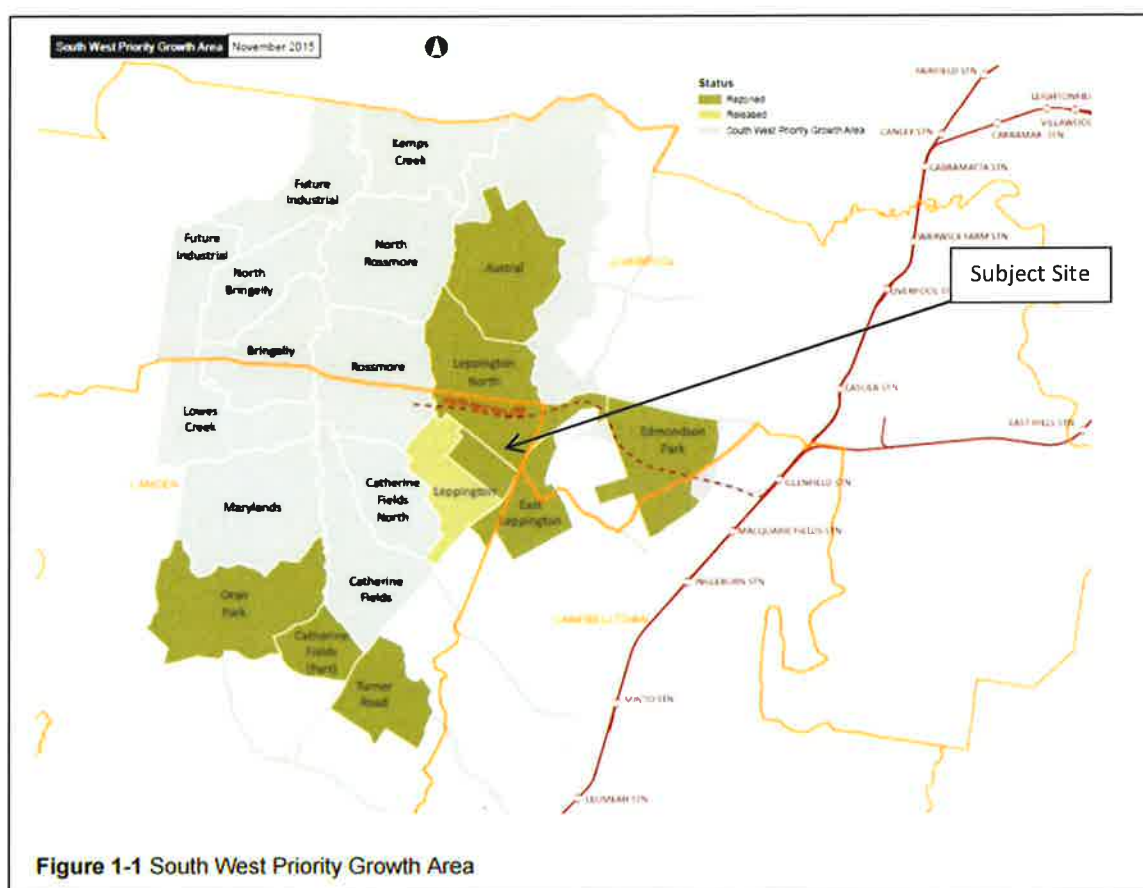 South West Priority Growth Area November 2015
Status
Rezoned
Released
South West Priority Growth Area
FAIRFIELD STN.
VILLAWOOD
CARRAMAR STN.
CANLEY STN.
CABRAMATTA STN.
WARWICK FARM STN.
Kemps
Creek
Future
Industrial
Future
Industrial
North
Rossmore
North
Bringelly
Austral
LIVERPOOL
Subject Site
Bringelly
Rossmore
Leppington
North
CASULA STN.
EAST HILLS STN.
Lowes
Creek
Edmondson
Park
CAMDEN
Marylands
Catherine
Fields
North
Leppington
East
Leppington
GLENFIELD STN.
MACQUARIE FIELDS STN.
INGLEBURN STN.
Catherine
Fields
CAMPBELLTOWN
Oran
Park
Catherine
Fields
(Part)
Turner
Road
MINTO STN.
LEUMEAH STN.
Figure 1-1 South West Priority Growth Area